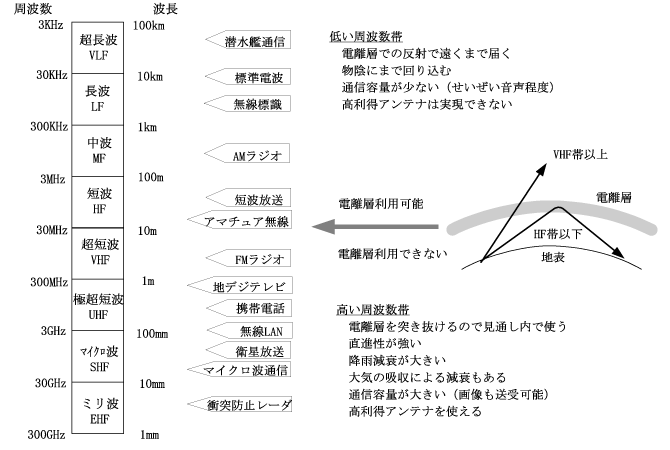 周波数
波長
3KHz
100km
超長波
VLF
潜水艦通信
30KHz
10km
標準電波
長波
LF
無線標識
300KHz
1km
中波
MF
AMラジオ
3MHz
100m
短波
HF
短波放送
アマチュア無線
30MHz
10m
超短波
VHF
FMラジオ
300MHz
1m
地デジテレビ
極超短波
UHF
携帯電話
無線LAN
3GHz
100mm
マイクロ波
SHF
衛星放送
マイクロ波通信
30GHz
10mm
ミリ波
EHF
衝突防止レーダ
300GHz
1mm
低い周波数帯
電離層での反射で遠くまで届く
物陰にまで回り込む
通信容量が少ない（せいぜい音声程度）
高利得アンテナは実現できない
VHF帯以上
電離層
電離層利用可能
HF帯以下
地表
電離層利用できない
高い周波数帯
電離層を突き抜けるので見通し内で使う
直進性が強い
降雨減衰が大きい
大気の吸収による減衰もある
通信容量が大きい（画像も送受可能）
高利得アンテナを使える